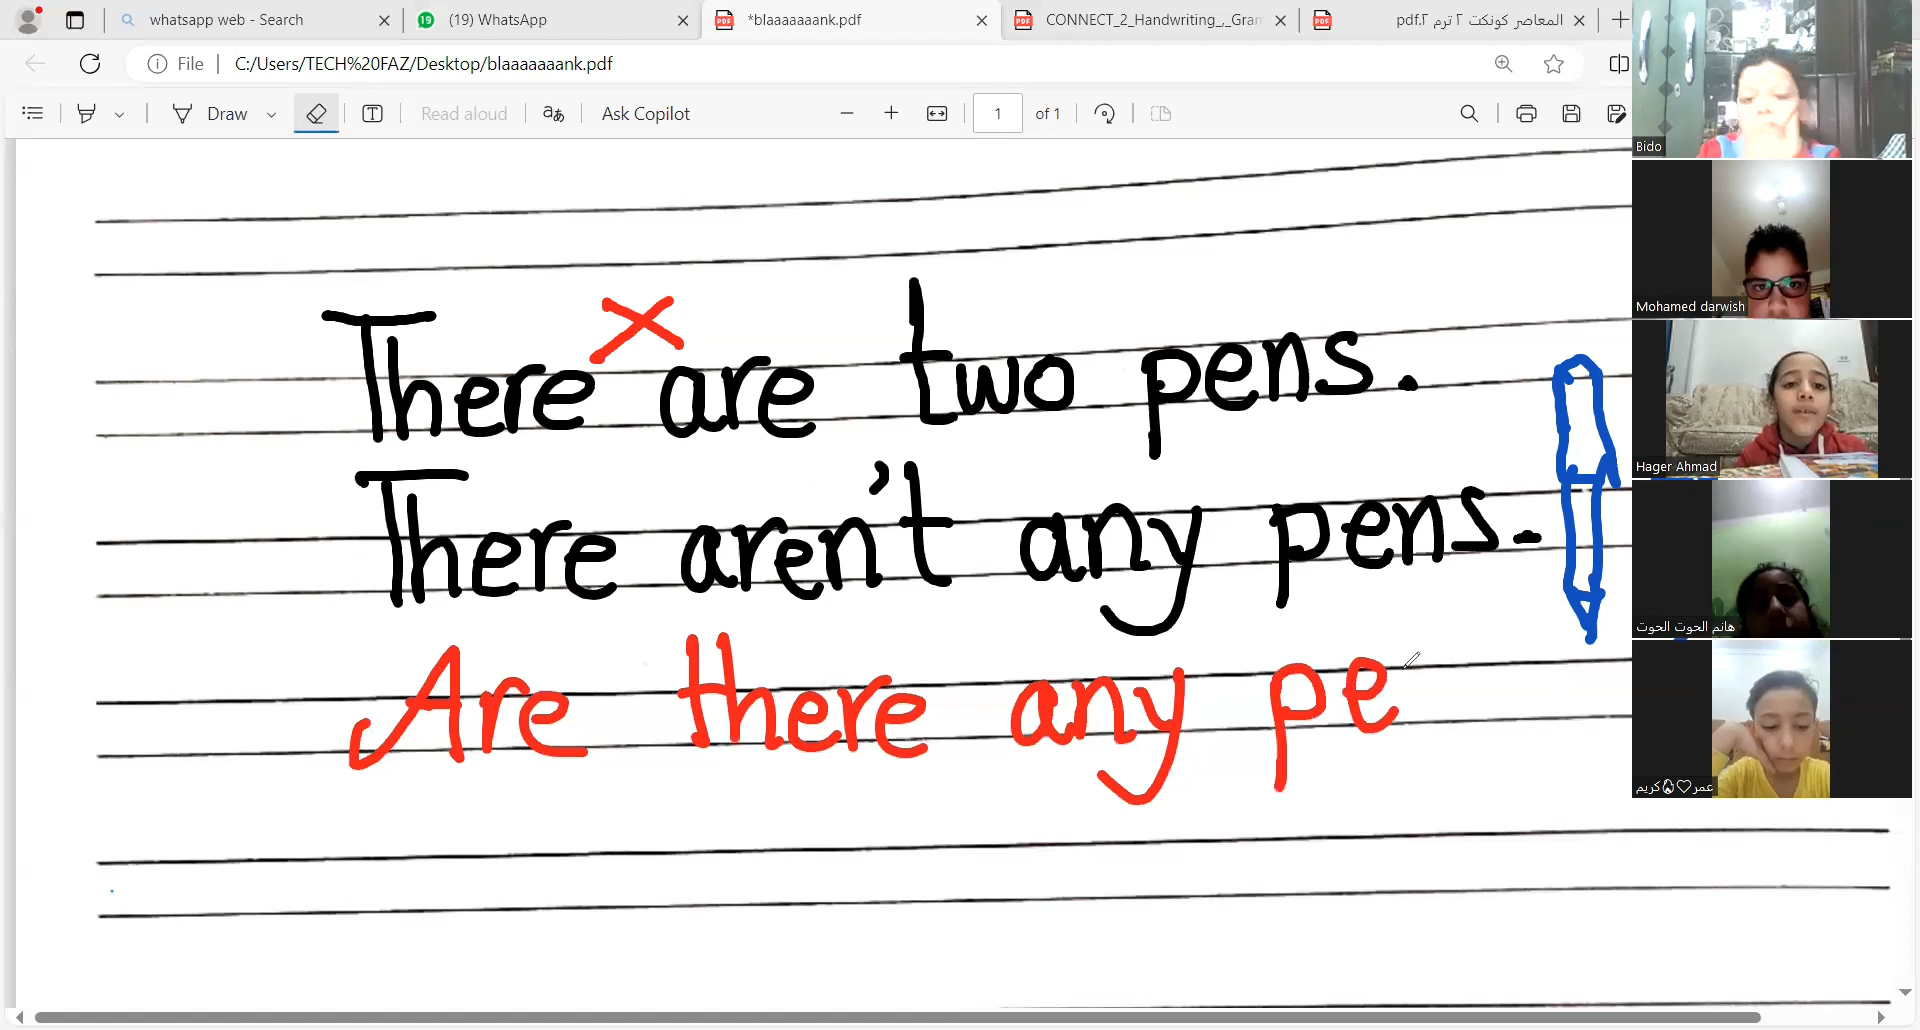 whatsapp web - Search
(19) WhatsApp
*blaaaaaaank.pdf
CONNECT_2_Handwriting_,_Gran
المعاصر كونكت ٢ ترم ٢.pdf
File
C:/Users/TECH%20FAZ/Desktop/blaaaaaaank.pdf
Draw
Read aloud
Ask Copilot
1 of 1
There are two pens.
There aren't any pens.
Are there any pe
Bido
Mohamed darwish
Hager Ahmad
هانم الحوت الحوت
عمر♡كريم